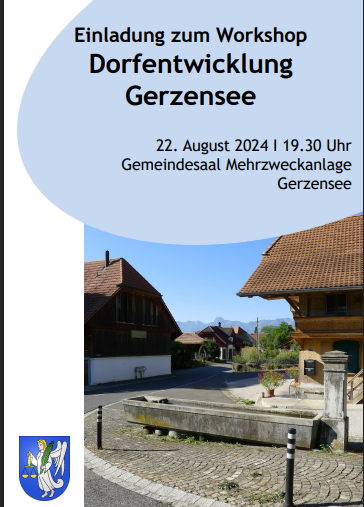 Einladung zum Workshop
Dorfentwicklung
Gerzensee
22. August 2024 I 19.30 Uhr
Gemeindesaal Mehrzweckanlage
Gerzensee